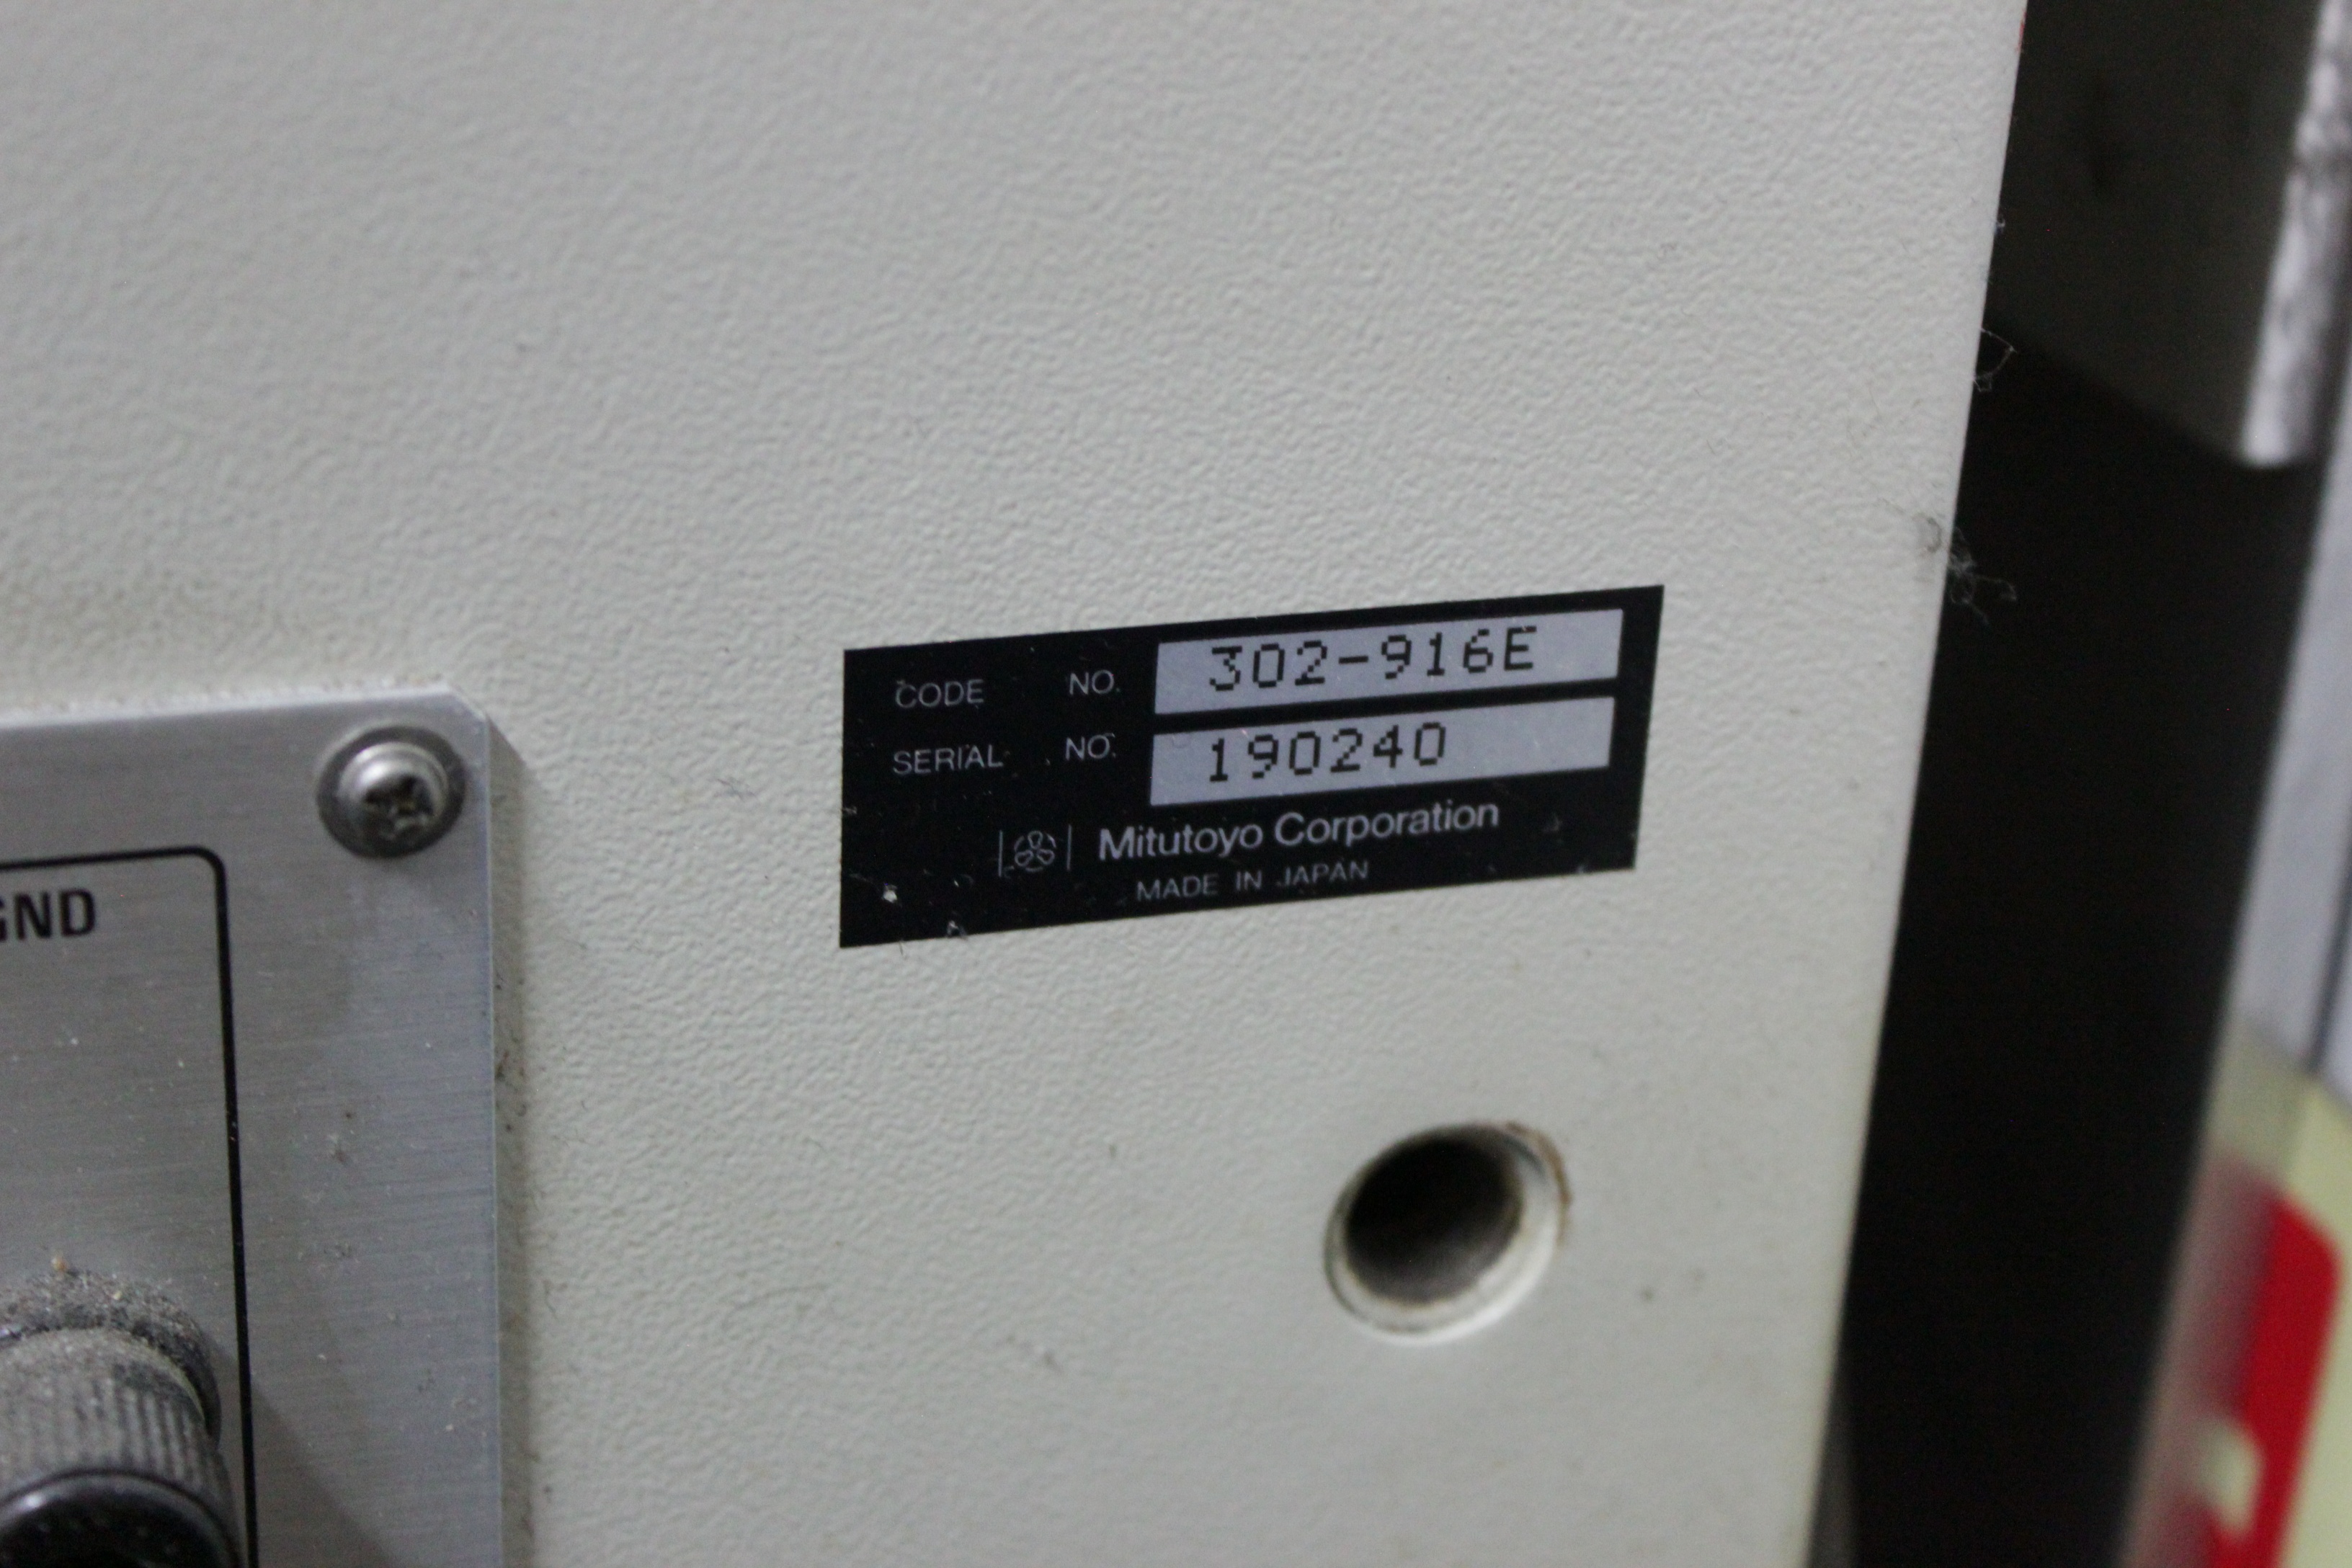 CODE NO. 302-916E
SERIAL NO. 190240
Mitutoyo Corporation
MADE IN JAPAN
GND